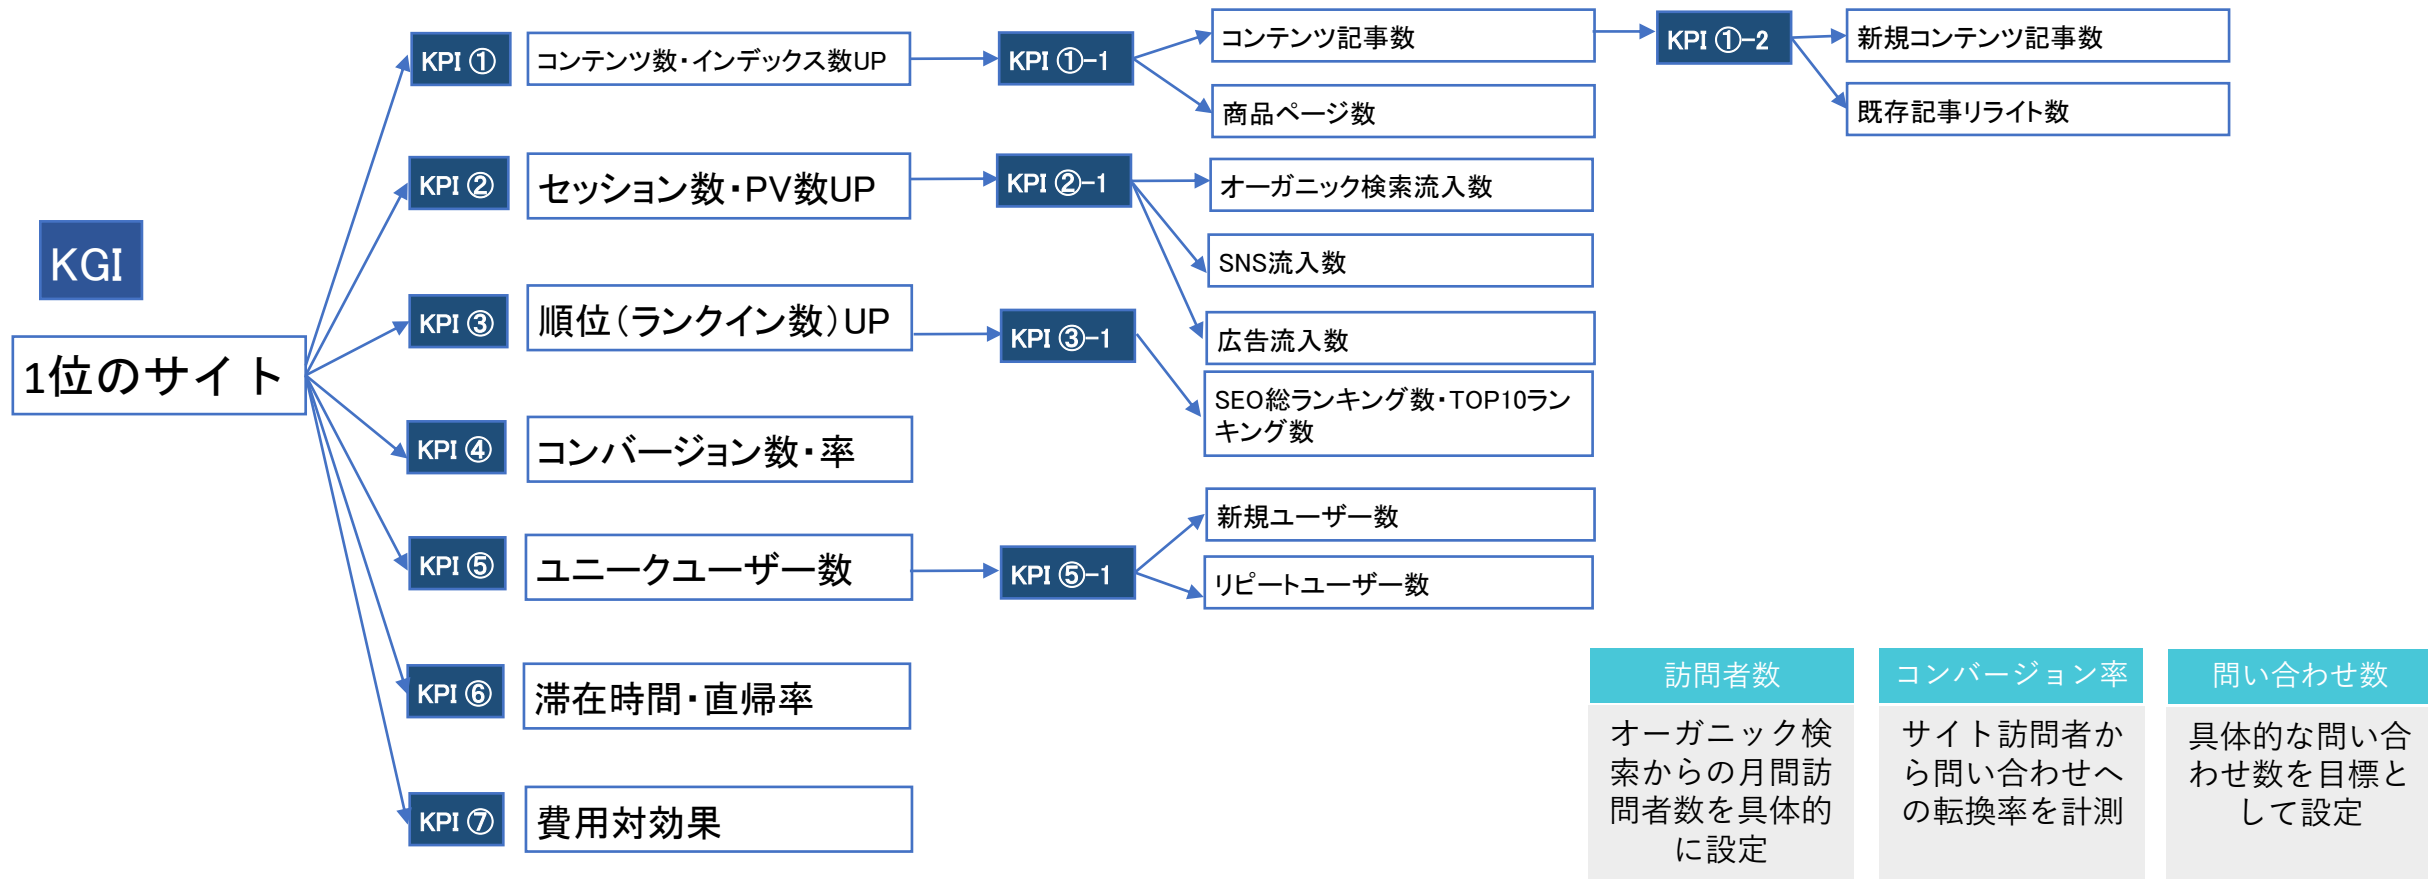 KGI
1位のサイト
KPI ①
コンテンツ数・インデックス数UP
KPI ①-1
コンテンツ記事数
商品ページ数
KPI ①-2
新規コンテンツ記事数
既存記事リライト数
KPI ②
セッション数・PV数UP
KPI ②-1
オーガニック検索流入数
SNS流入数
広告流入数
KPI ③
順位(ランクイン数)UP
KPI ③-1
SEO総ランキング数・TOP10ラン
キング数
KPI ④
コンバージョン数・率
KPI ⑤
ユニークユーザー数
KPI ⑤-1
新規ユーザー数
リピートユーザー数
KPI ⑥
滞在時間・直帰率
KPI ⑦
費用対効果
訪問者数
オーガニック検
索からの月間訪
問者数を具体的
に設定
コンバージョン率
サイト訪問者か
ら問い合わせへ
の転換率を計測
問い合わせ数
具体的な問い合
わせ数を目標と
して設定